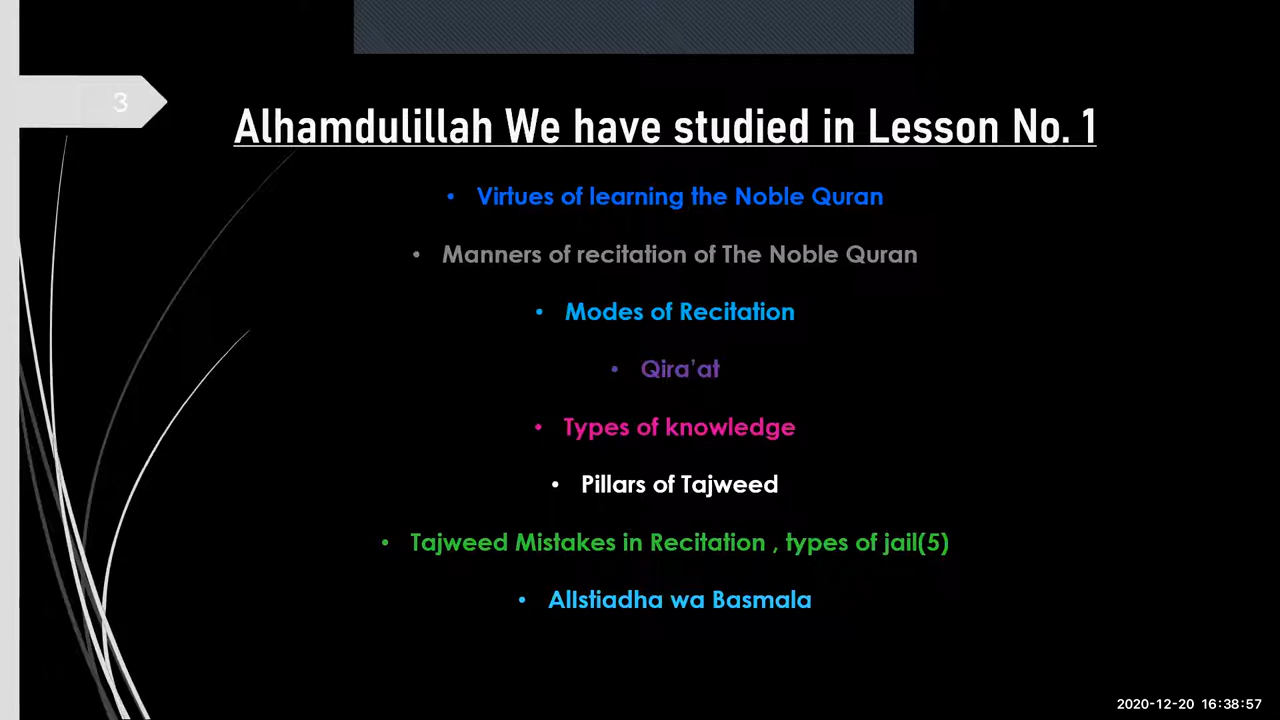 3
Alhamdulillah We have studied in Lesson No. 1
• Virtues of learning the Noble Quran
• Manners of recitation of The Noble Quran
• Modes of Recitation
• Qira’at
• Types of knowledge
• Pillars of Tajweed
• Tajweed Mistakes in Recitation , types of jail(5)
• AlIstiadha wa Basmala
2020-12-20 16:38:57